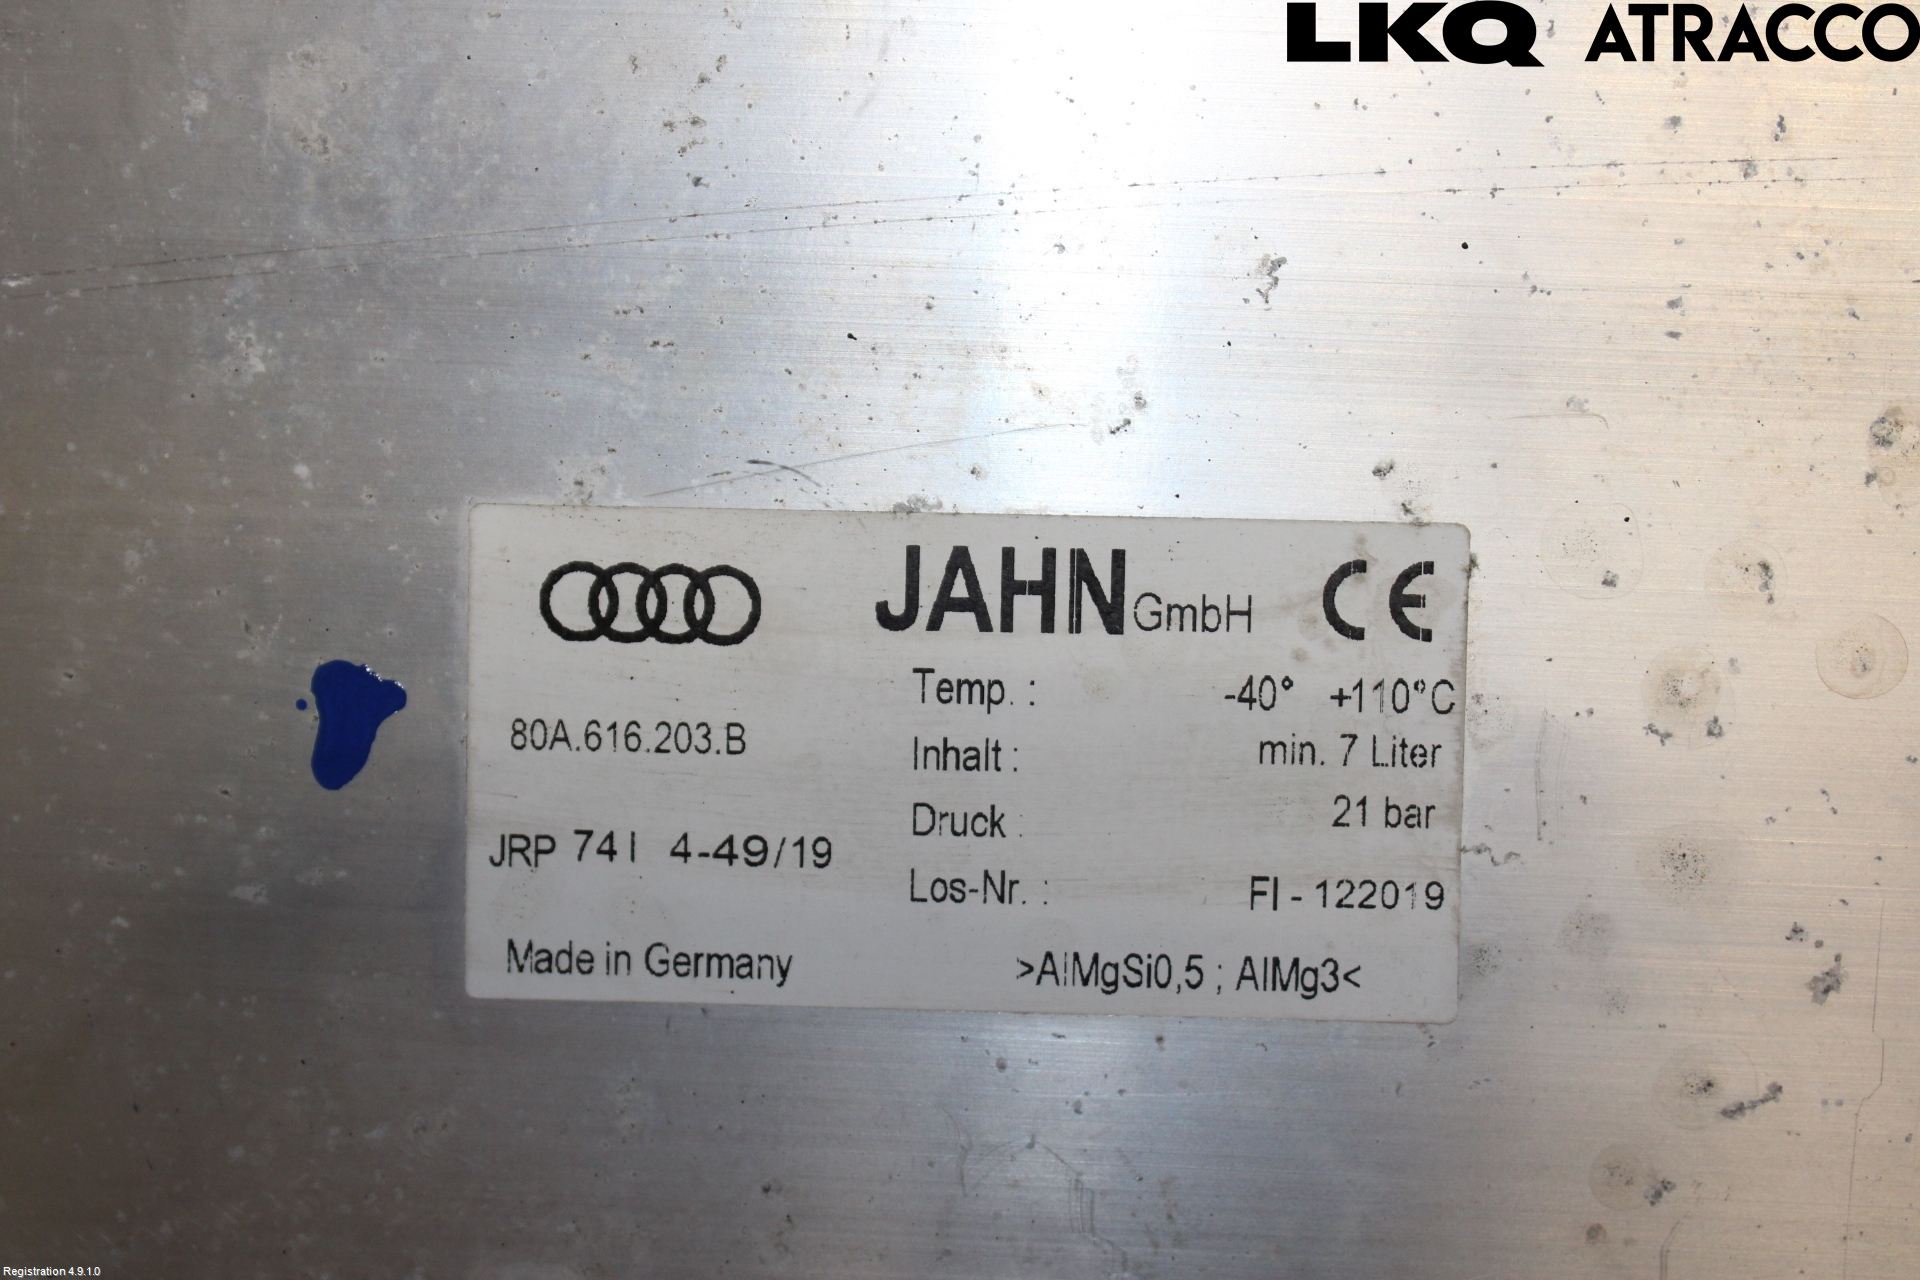 LKQ ATRACCO
JAHN GmbH CE
Temp. : -40° +110°C
80A.616.203.B
Inhalt : min. 7 Liter
Druck : 21 bar
JRP 74 I 4-49/19
Los-Nr. : FI - 122019
Made in Germany
>AlMgSi0,5 ; AlMg3<
Registration 4.9.1.0